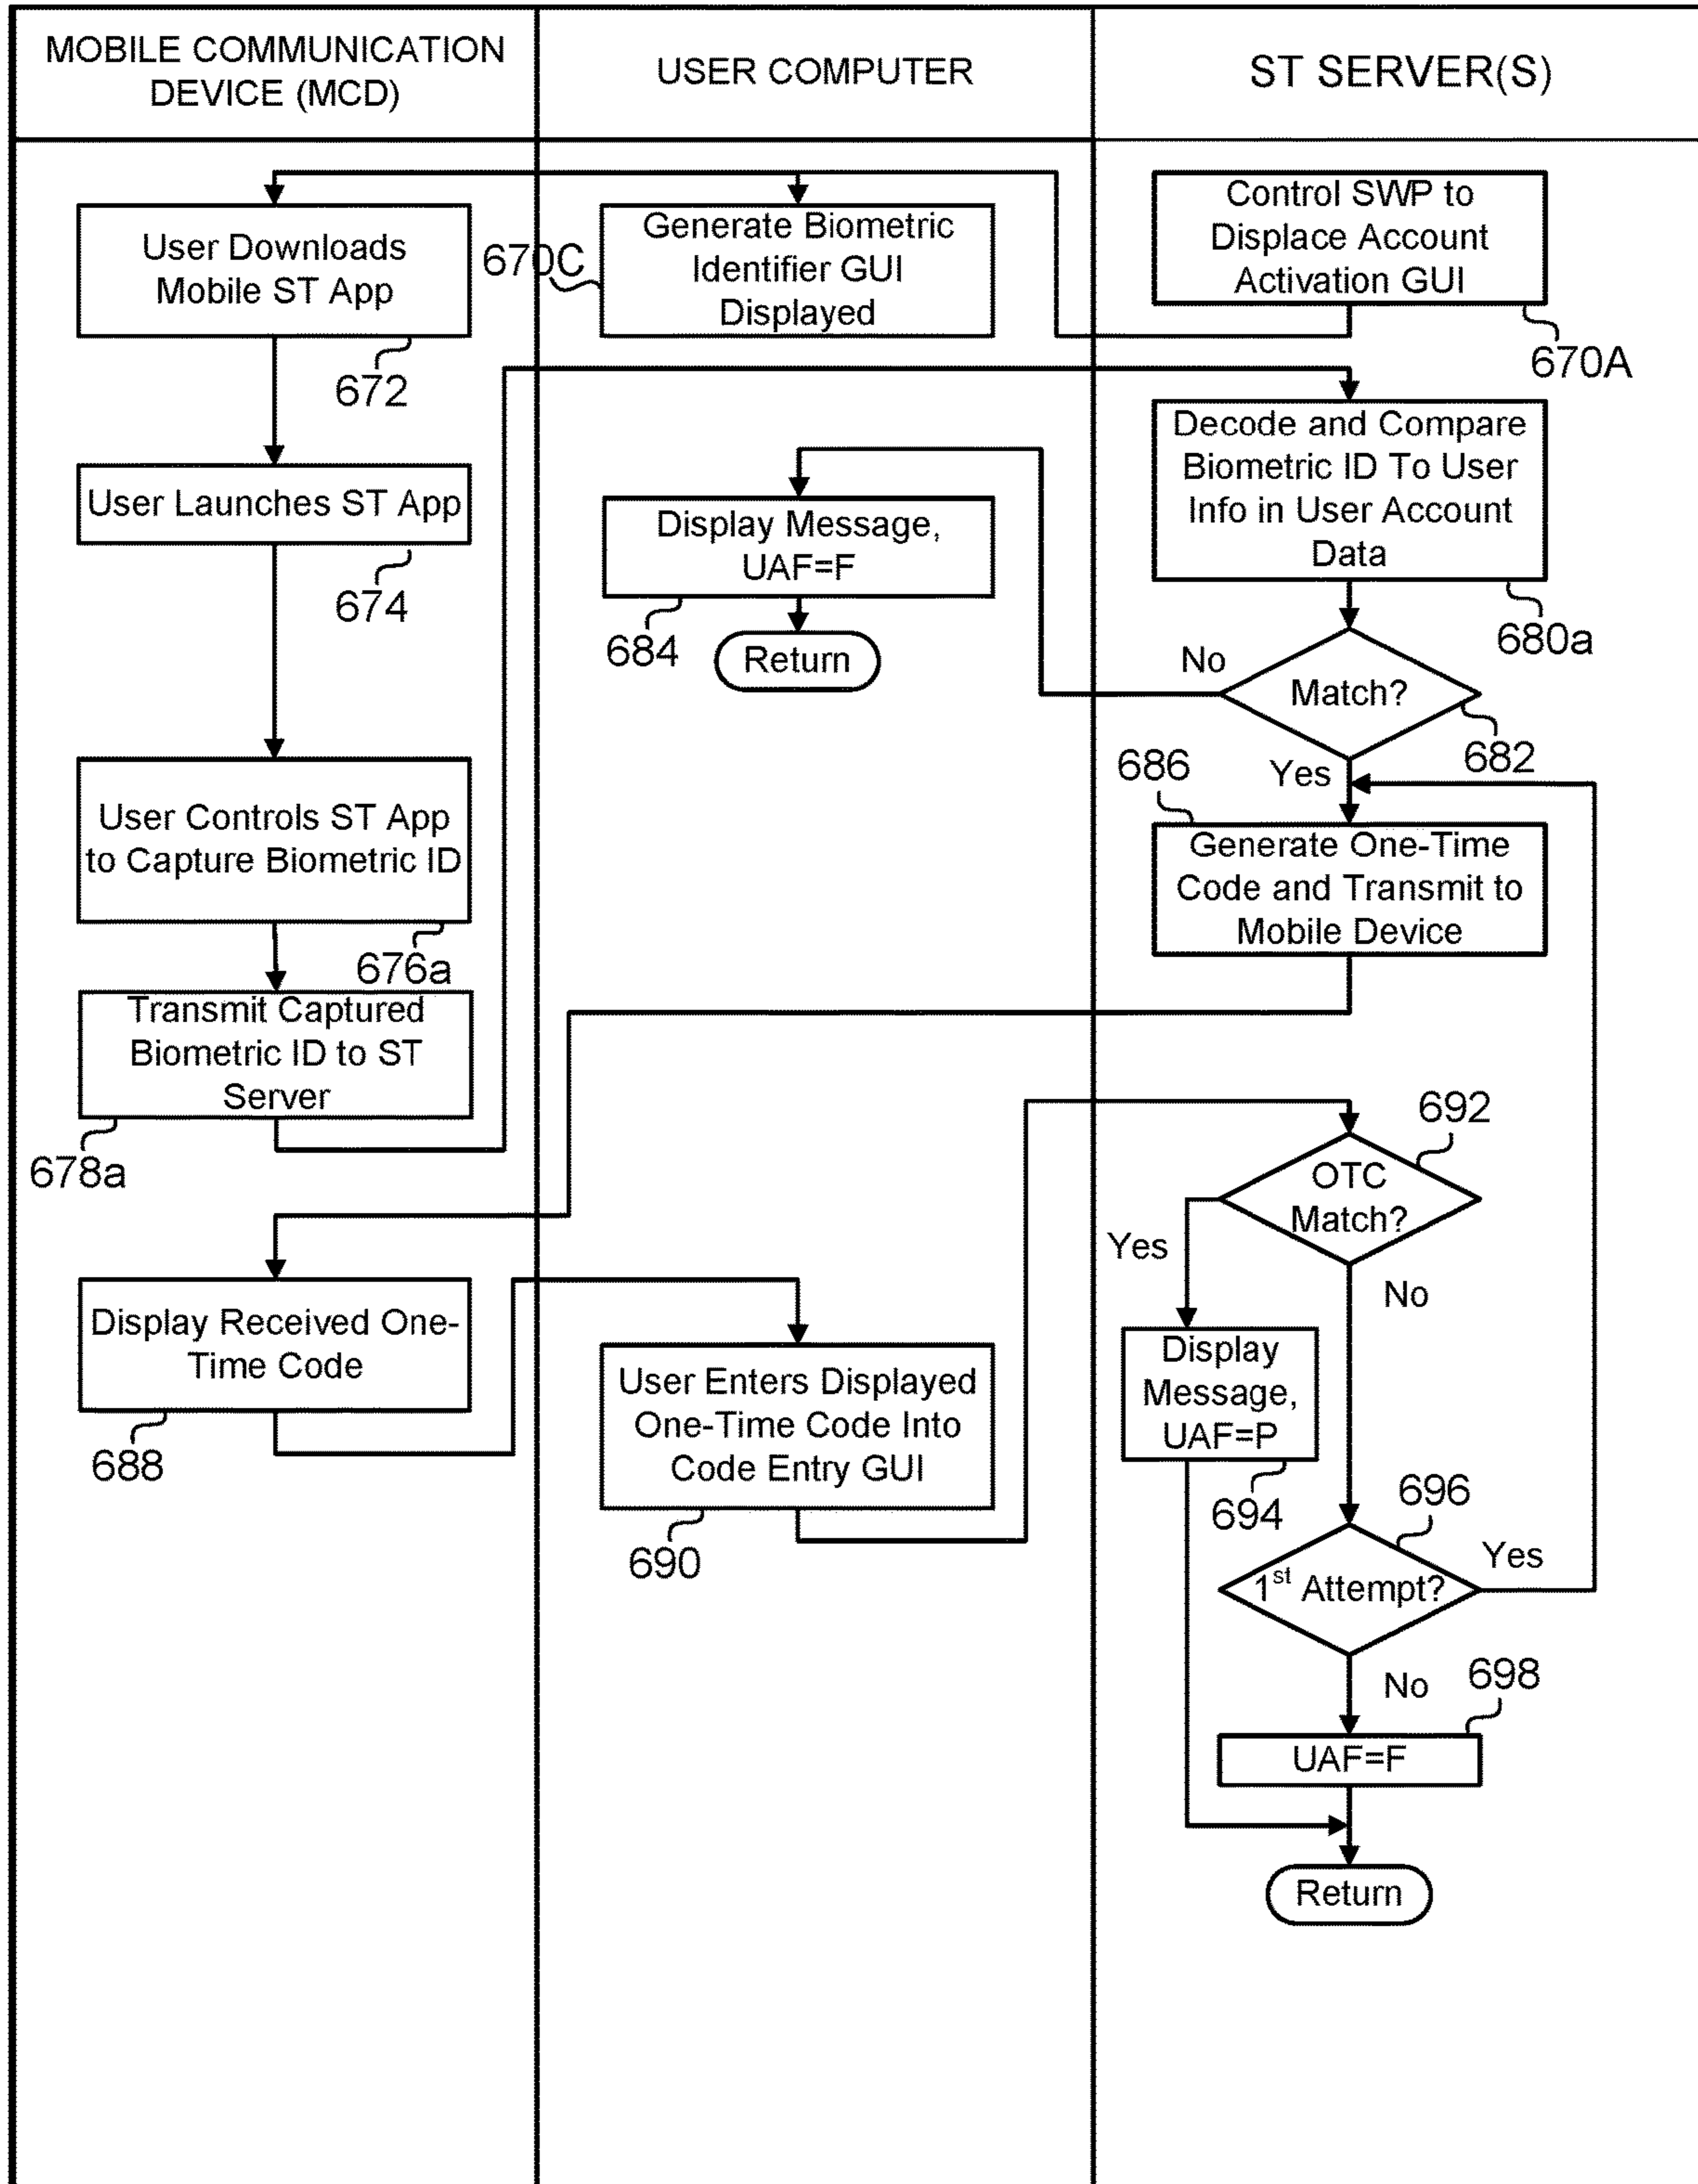 MOBILE COMMUNICATION
DEVICE (MCD)
USER COMPUTER
ST SERVER(S)
User Downloads
Mobile ST App
672
670C
Generate Biometric
Identifier GUI
Displayed
Control SWP to
Displace Account
Activation GUI
670A
User Launches ST App
674
Display Message,
UAF=F
684
Return
Decode and Compare
Biometric ID To User
Info in User Account
Data
680a
No
Match?
682
Yes
686
Generate One-Time
Code and Transmit to
Mobile Device
User Controls ST App
to Capture Biometric ID
676a
Transmit Captured
Biometric ID to ST
Server
678a
692
OTC
Match?
Yes
No
Display Received One-
Time Code
688
User Enters Displayed
One-Time Code Into
Code Entry GUI
690
Display
Message,
UAF=P
694
696
1st Attempt?
Yes
No
698
UAF=F
Return